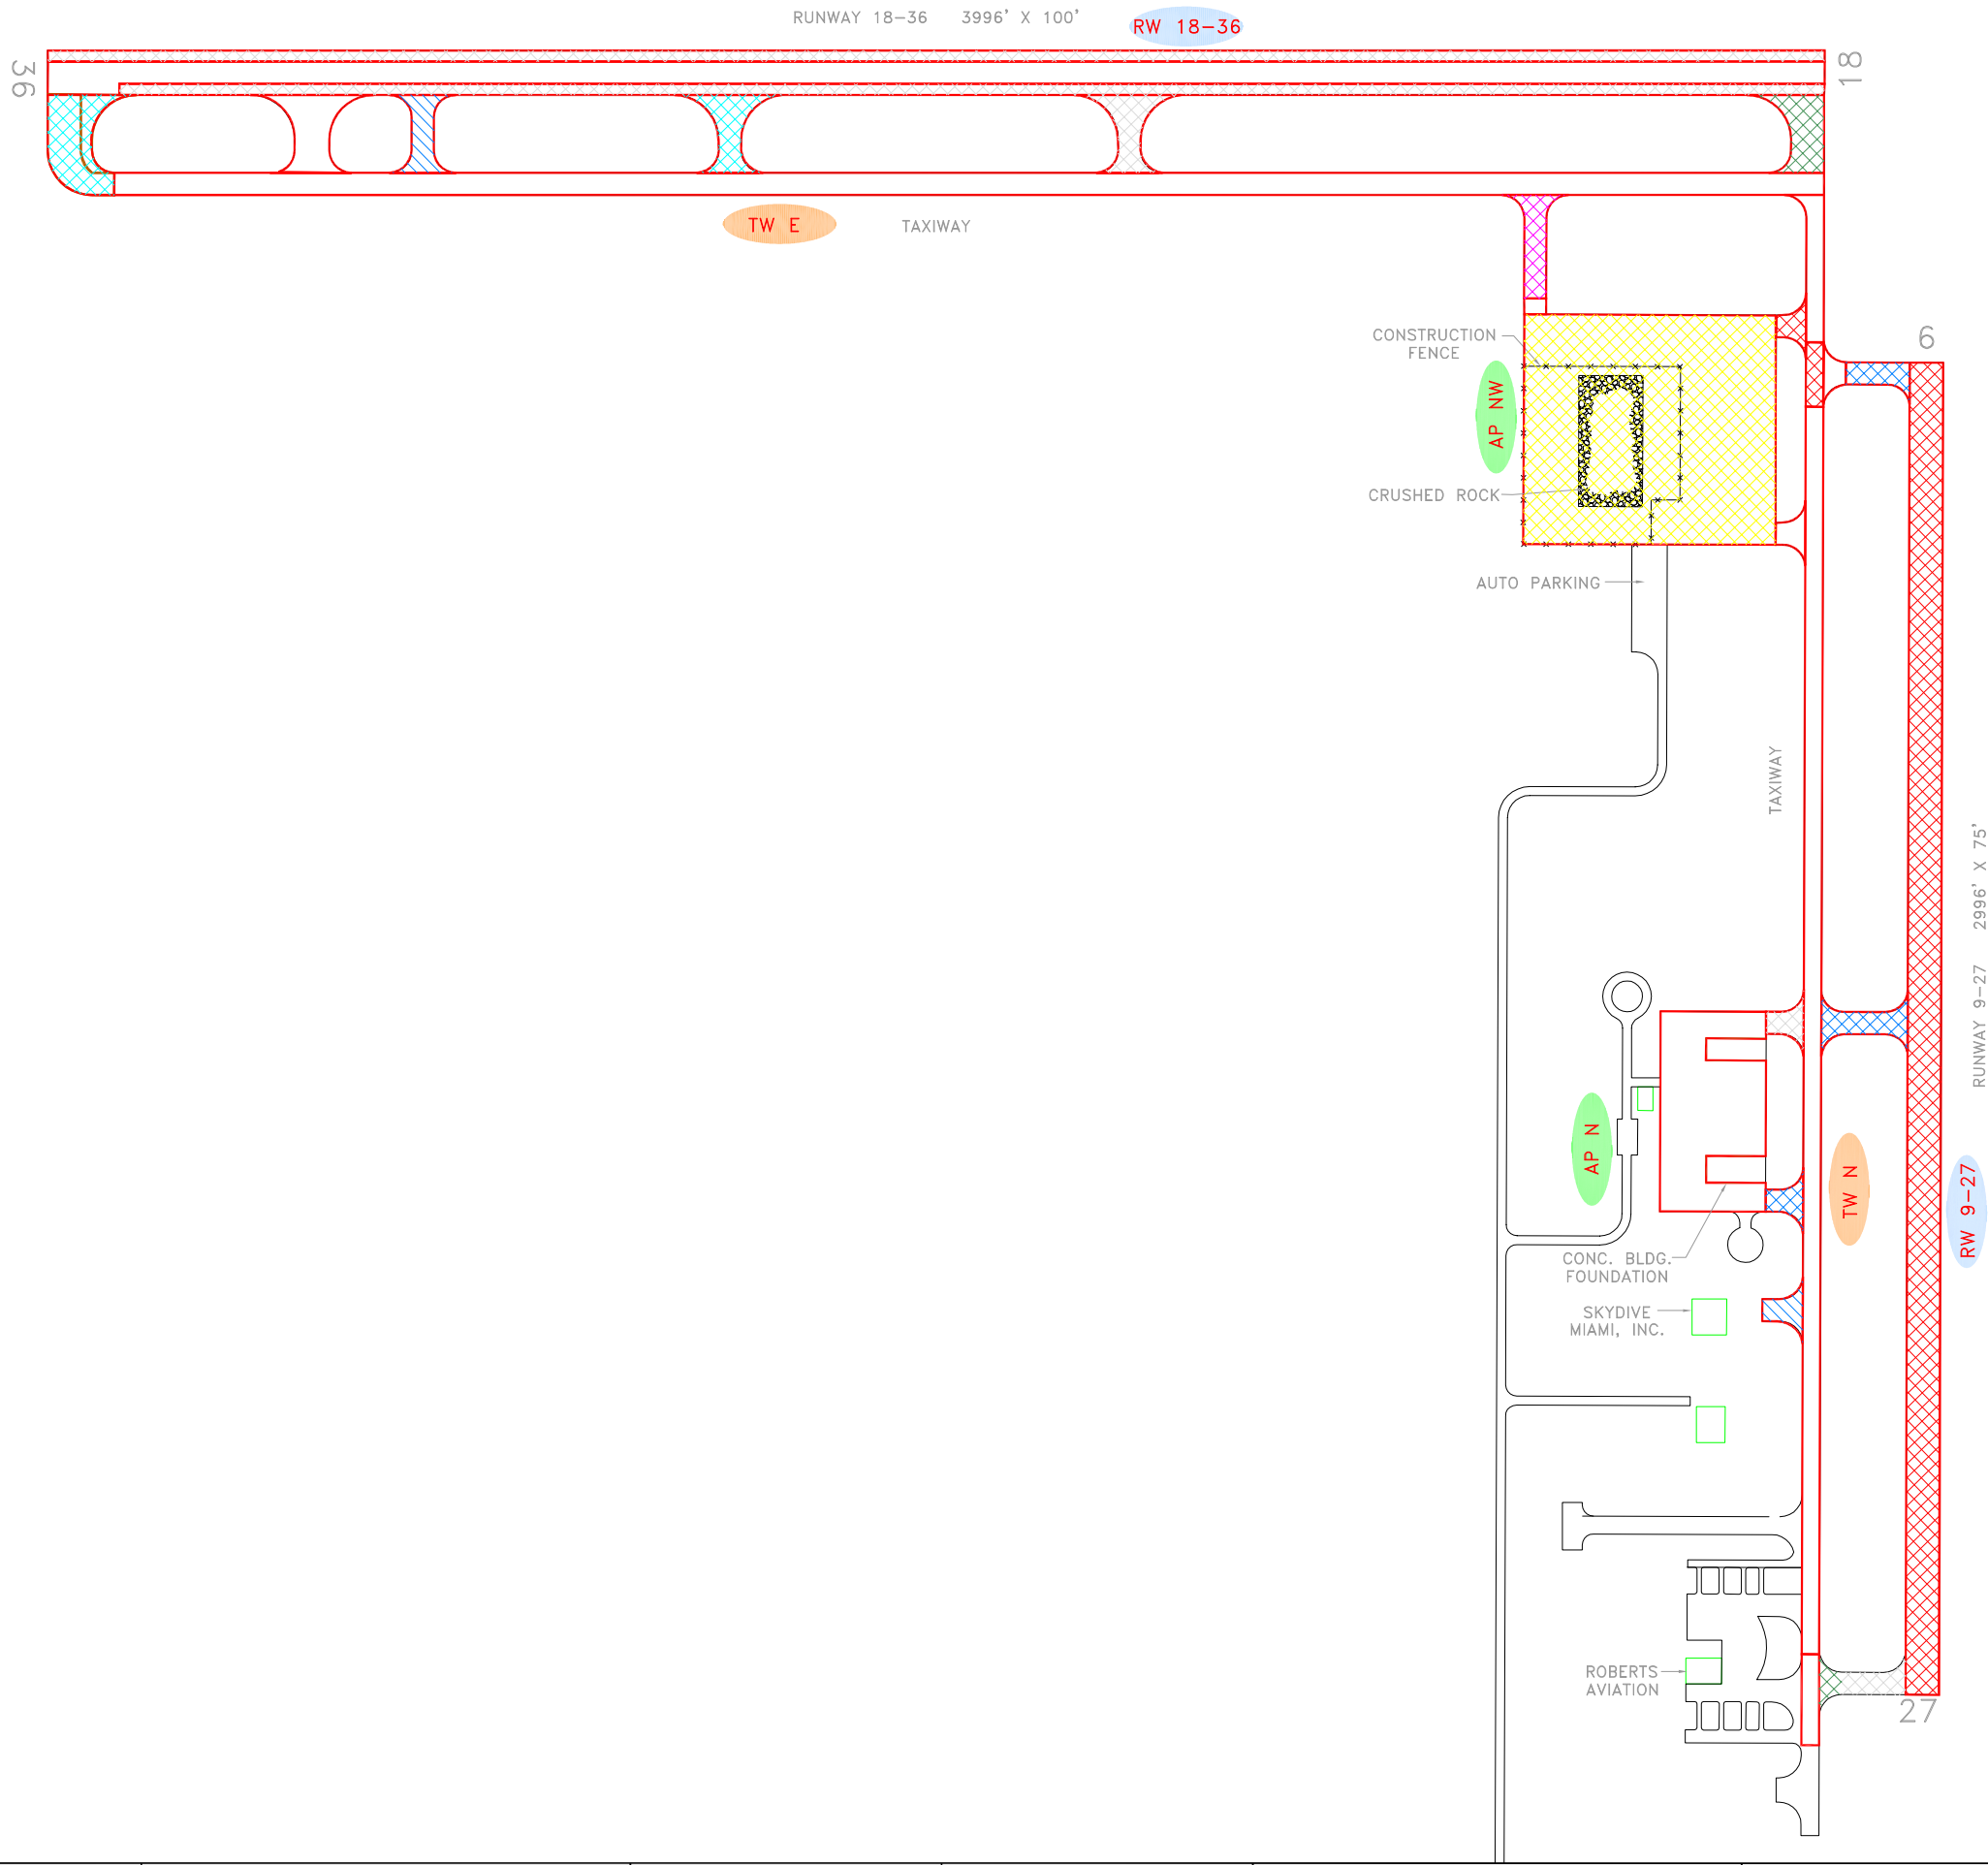 RUNWAY 18-36 3996' X 100'
RW 18-36
36
18
TW E
TAXIWAY
CONSTRUCTION
FENCE
9
AP NW
CRUSHED ROCK
AUTO PARKING
TAXIWAY
RUNWAY 9-27 2996' X 75'
AP N
TW N
RW 9-27
CONC. BLDG.
FOUNDATION
SKYDIVE
MIAMI, INC.
ROBERTS
AVIATION
27